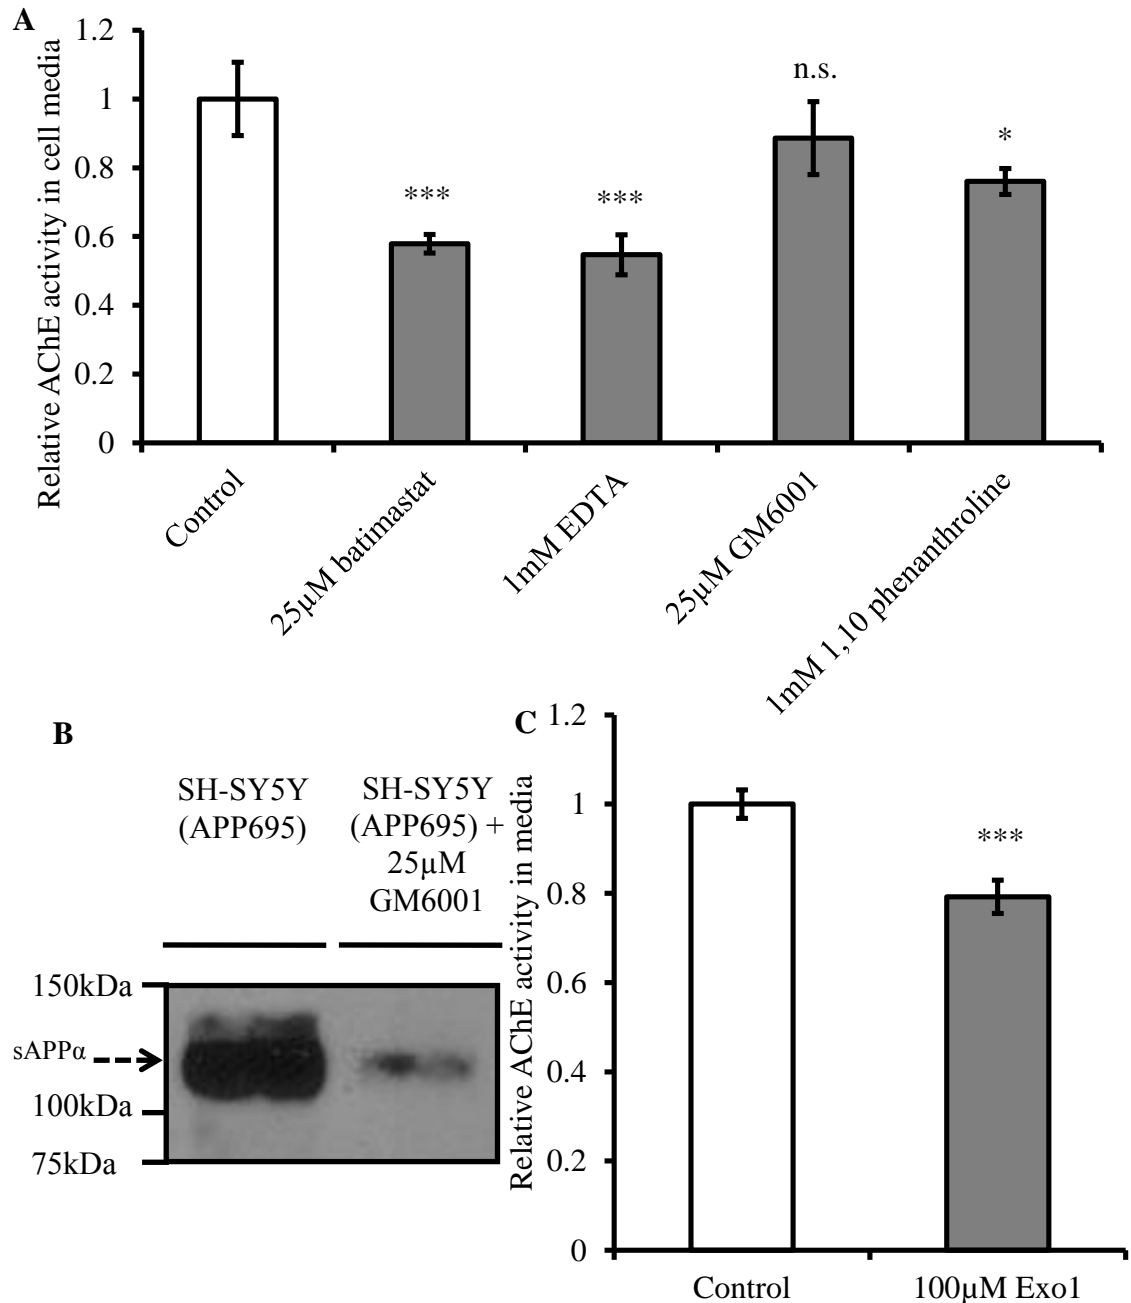 A
Relative AChE activity in cell media
1.2
1
0.8
0.6
0.4
0.2
0
***
***
n.s.
*
Control
25µM batimastat
1mM EDTA
25µM GM6001
1mM 1,10 phenanthroline
B
SH-SY5Y
(APP695)
SH-SY5Y
(APP695) +
25µM
GM6001
150kDa
sAPPα
100kDa
75kDa
C
Relative AChE activity in media
1.2
1
0.8
0.6
0.4
0.2
0
***
Control
100µM Exo1